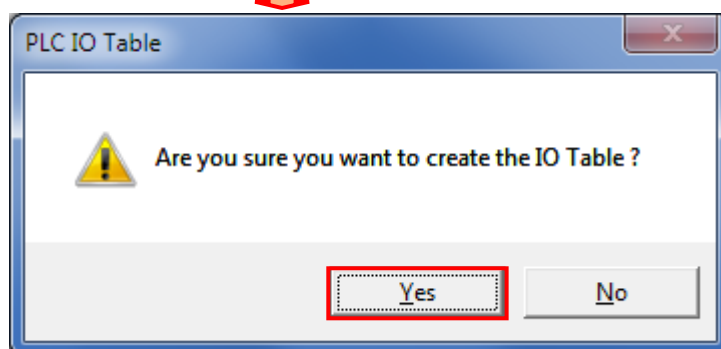 PLC IO Table
Are you sure you want to create the IO Table ?
Yes
No